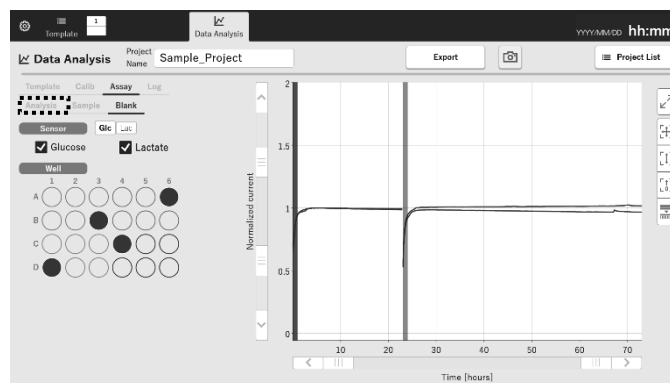 1
Template
Data Analysis
YYYY/MM/DD hh:mm
Data Analysis
Project Name
Sample_Project
Export
Project List
Template Calib Assay Log
Analysis Sample Blank
Sensor Glc Lac
Glucose Lactate
Well
1 2 3 4 5 6
A
B
C
D
Normalized current
2
1.5
1
0.5
0
10 20 30 40 50 60 70
Time [hours]